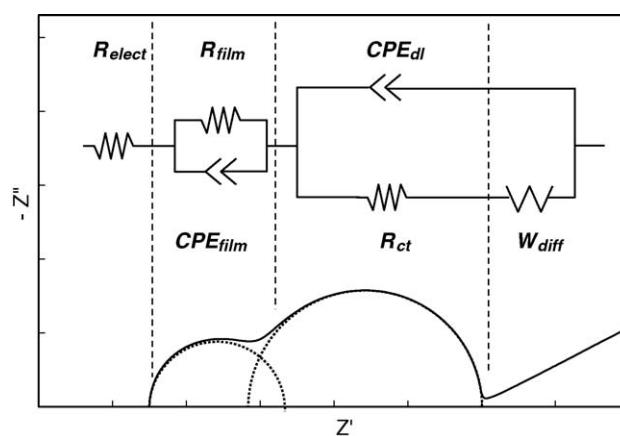 R_elect R_film CPE_dl
- Z"
CPE_film R_ct W_diff
Z'